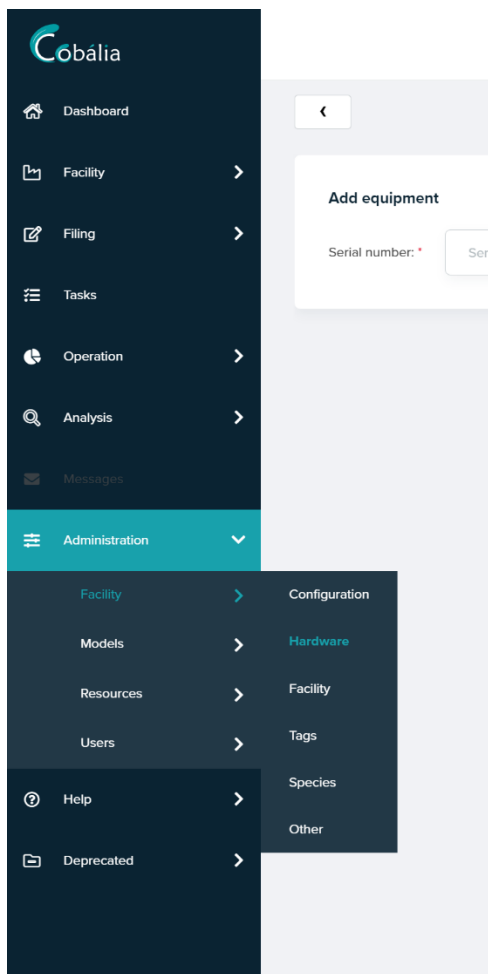 Cobália
Dashboard
Facility
Filing
Tasks
Operation
Analysis
Messages
Administration
Facility
Models
Resources
Users
Help
Deprecated
Configuration
Hardware
Facility
Tags
Species
Other
Add equipment
Serial number: *
Ser